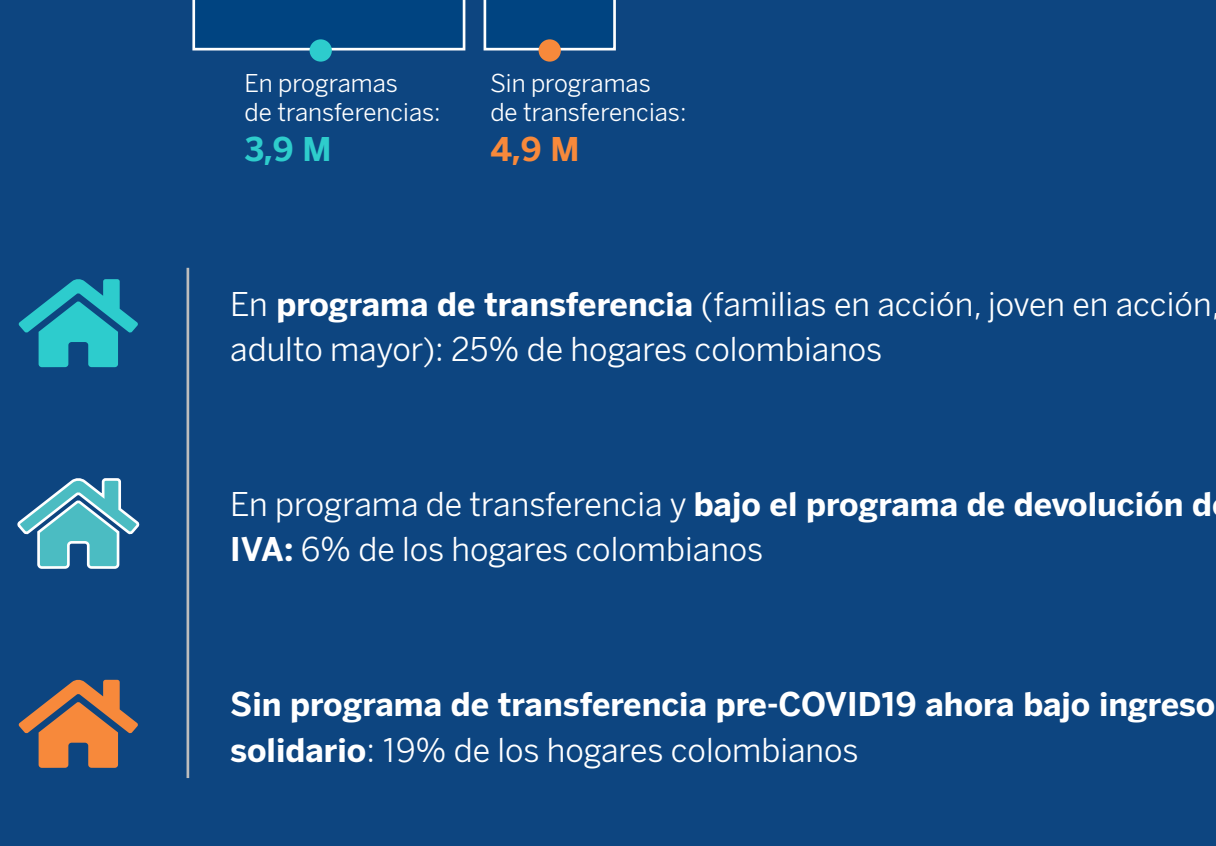 En programas
de transferencias:
3,9 M
Sin programas
de transferencias:
4,9 M
En programa de transferencia (familias en acción, joven en acción,
adulto mayor): 25% de hogares colombianos
En programa de transferencia y bajo el programa de devolución de
IVA: 6% de los hogares colombianos
Sin programa de transferencia pre-COVID19 ahora bajo ingreso
solidario: 19% de los hogares colombianos